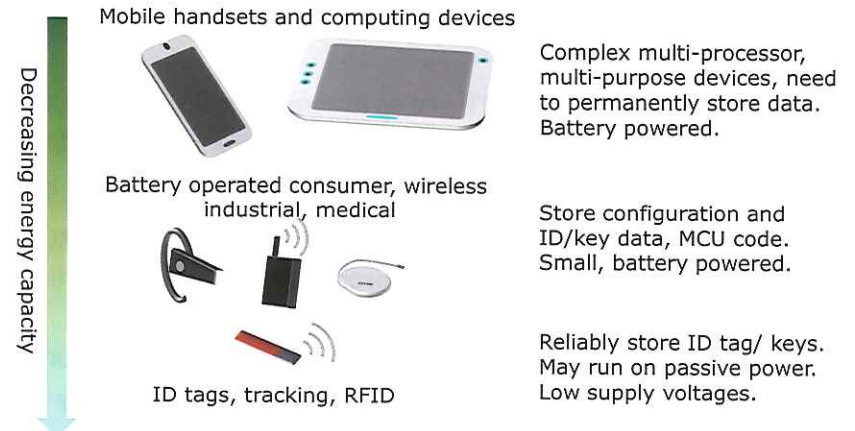 Mobile handsets and computing devices
Complex multi-processor,
multi-purpose devices, need
to permanently store data.
Battery powered.
Decreasing energy capacity
Battery operated consumer, wireless
industrial, medical
Store configuration and
ID/key data, MCU code.
Small, battery powered.
Reliably store ID tag/ keys.
May run on passive power.
Low supply voltages.
ID tags, tracking, RFID